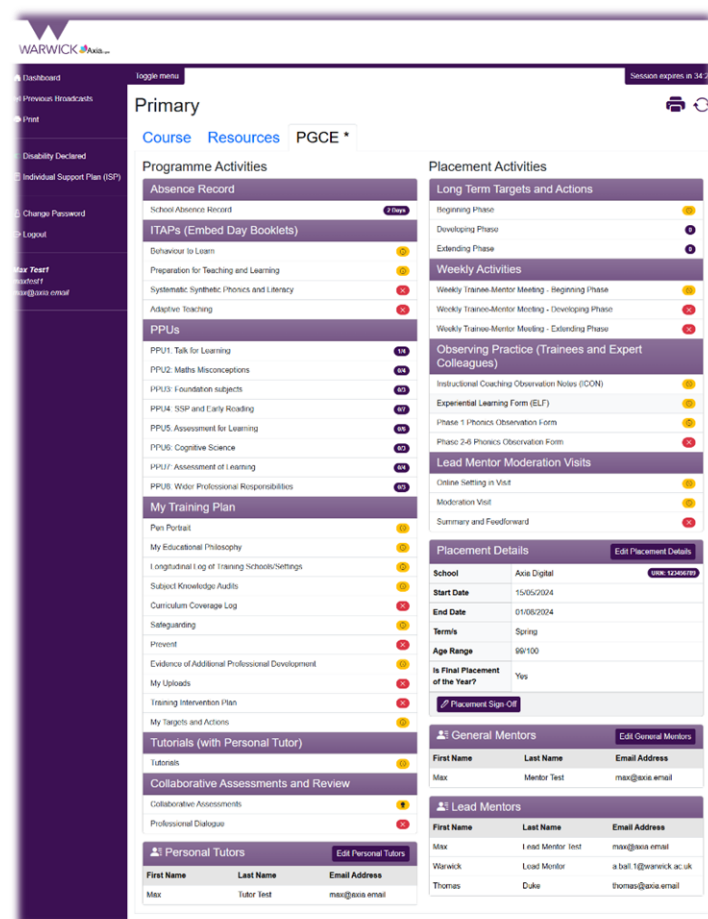 WARWICK Axia
Dashboard
Previous Broadcasts
Print
Disability Declared
Individual Support Plan (ISP)
Change Password
Logout
Max Test1
maxtest1
max@axia.email
Toggle menu
Session expires in 34:2
Primary
Course Resources PGCE *
Programme Activities
Absence Record
School Absence Record 2 Days
ITAPs (Embed Day Booklets)
Behaviour to Learn
Preparation for Teaching and Learning
Systematic Synthetic Phonics and Literacy
Adaptive Teaching
PPUs
PPU1: Talk for Learning 1/4
PPU2: Maths Misconceptions 0/4
PPU3: Foundation subjects 0/3
PPU4: SSP and Early Reading 0/7
PPU5: Assessment for Learning
PPU6: Cognitive Science 0/3
PPU7: Assessment of Learning 0/4
PPU8: Wider Professional Responsibilities 0/3
My Training Plan
Pen Portrait
My Educational Philosophy
Longitudinal Log of Training Schools/Settings
Subject Knowledge Audits
Curriculum Coverage Log
Safeguarding
Prevent
Evidence of Additional Professional Development
My Uploads
Training Intervention Plan
My Targets and Actions
Tutorials (with Personal Tutor)
Tutorials
Collaborative Assessments and Review
Collaborative Assessments
Professional Dialogue
Personal Tutors Edit Personal Tutors
First Name Last Name Email Address
Max Tutor Test max@axia.email
Placement Activities
Long Term Targets and Actions
Beginning Phase
Developing Phase 0
Extending Phase 0
Weekly Activities
Weekly Trainee-Mentor Meeting - Beginning Phase
Weekly Trainee-Mentor Meeting - Developing Phase
Weekly Trainee-Mentor Meeting - Extending Phase
Observing Practice (Trainees and Expert
Colleagues)
Instructional Coaching Observation Notes (ICON)
Experiential Learning Form (ELF)
Phase 1 Phonics Observation Form
Phase 2-6 Phonics Observation Form
Lead Mentor Moderation Visits
Online Settling in Visit
Moderation Visit
Summary and Feedforward
Placement Details Edit Placement Details
School Axia Digital URN: 123456789
Start Date 15/05/2024
End Date 01/08/2024
Term/s Spring
Age Range 99/100
Is Final Placement
of the Year? Yes
Placement Sign-Off
General Mentors Edit General Mentors
First Name Last Name Email Address
Max Mentor Test max@axia.email
Lead Mentors
First Name Last Name Email Address
Max Lead Mentor Test max@axia.email
Warwick Lead Mentor a.ball.1@warwick.ac.uk
Thomas Duke thomas@axia.email